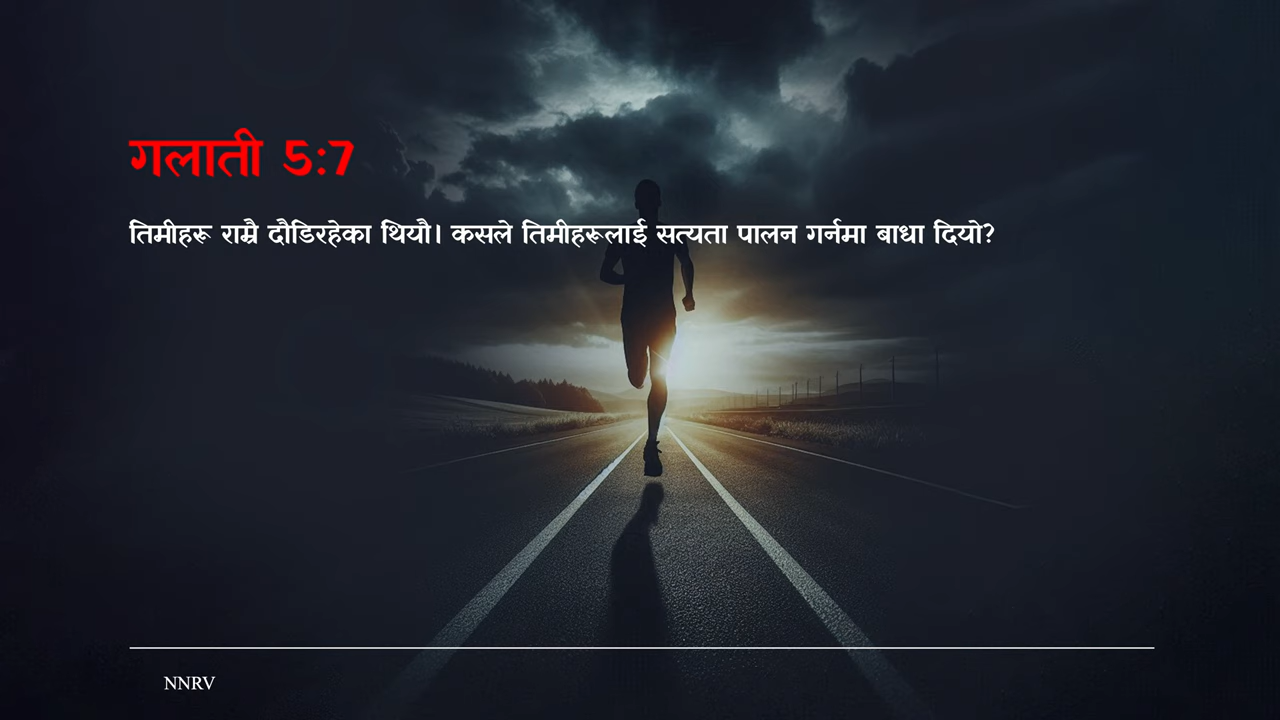 गलाती 5:7
तिमीहरू राम्रै दौडिरहेका थियौ। कसले तिमीहरूलाई सत्यता पालन गर्नमा बाधा दियो?
NNRV